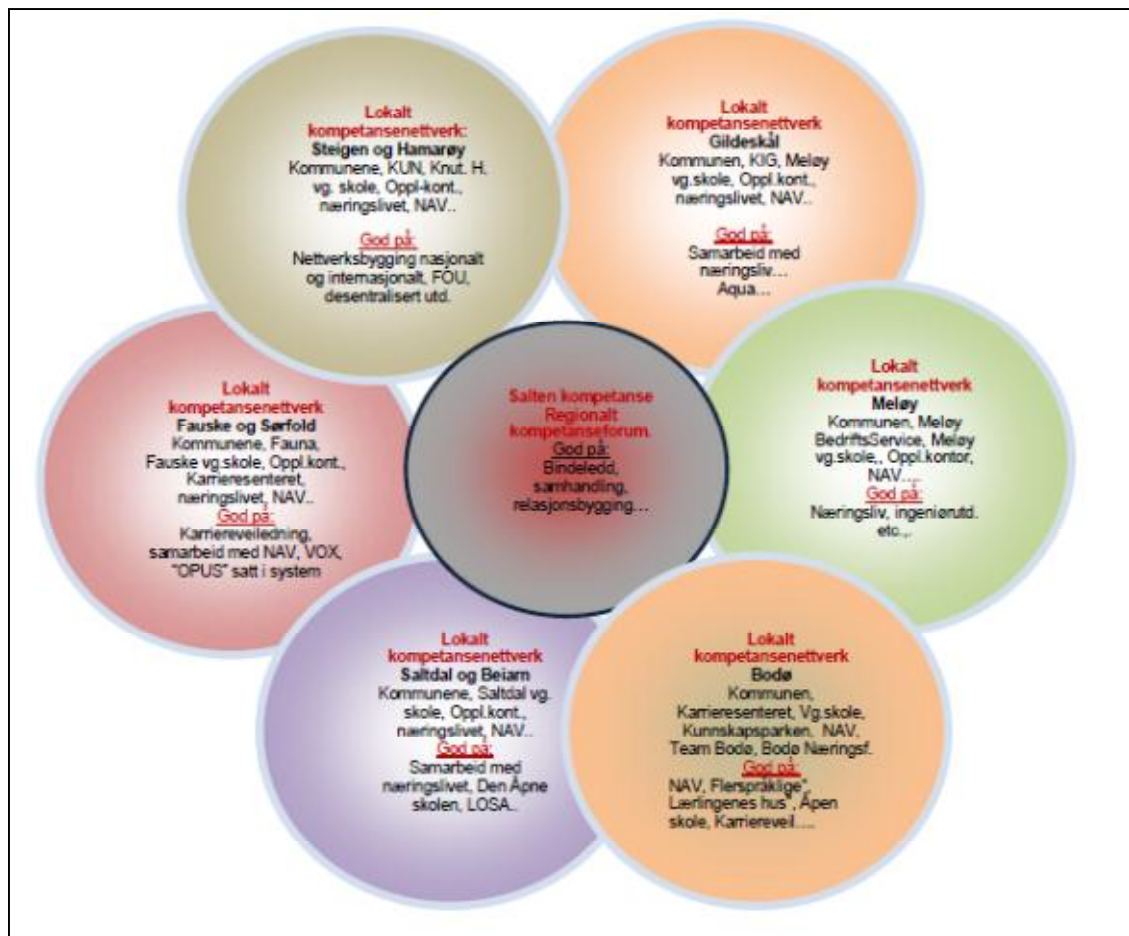 Lokalt
kompetansenettverk:
Steigen og Hamarøy
Kommunene, KUN, Knut. H.
vg. skole, Oppl-kont.,
næringslivet, NAV..
God på:
Nettverksbygging nasjonalt
og internasjonalt, FOU,
desentralisert utd.
Lokalt
kompetansenettverk
Gildeskål
Kommunen, KIG, Meløy
vg.skole, Oppl.kont.,
næringslivet, NAV..
God på:
Samarbeid med
næringsliv…
Aqua…
Lokalt
kompetansenettverk
Fauske og Sørfold
Kommunene, Fauna,
Fauske vg.skole, Oppl.kont.,
Karrieresenteret,
næringslivet, NAV..
God på:
Karriereveiledning,
samarbeid med NAV, VOX,
"OPUS" satt i system
Salten kompetanse
Regionalt
kompetanseforum.
God på:
Bindeledd,
samhandling,
relasjonsbygging…
Lokalt
kompetansenettverk
Meløy
Kommunen, Meløy
BedriftsService, Meløy
vg.skole,, Oppl.kontor,
NAV….
God på:
Næringsliv, ingeniørutd.
etc.,.
Lokalt
kompetansenettverk
Saltdal og Beiarn
Kommunene, Saltdal vg.
skole, Oppl.kont.,
næringslivet, NAV..
God på:
Samarbeid med
næringslivet, Den Åpne
skolen, LOSA..
Lokalt
kompetansenettverk
Bodø
Kommunen,
Karrieresenteret, Vg.skole,
Kunnskapsparken, NAV,
Team Bodø, Bodø Næringsf.
God på:
NAV, Flerspråklige",
Lærlingenes hus", Åpen
skole, Karriereveil….